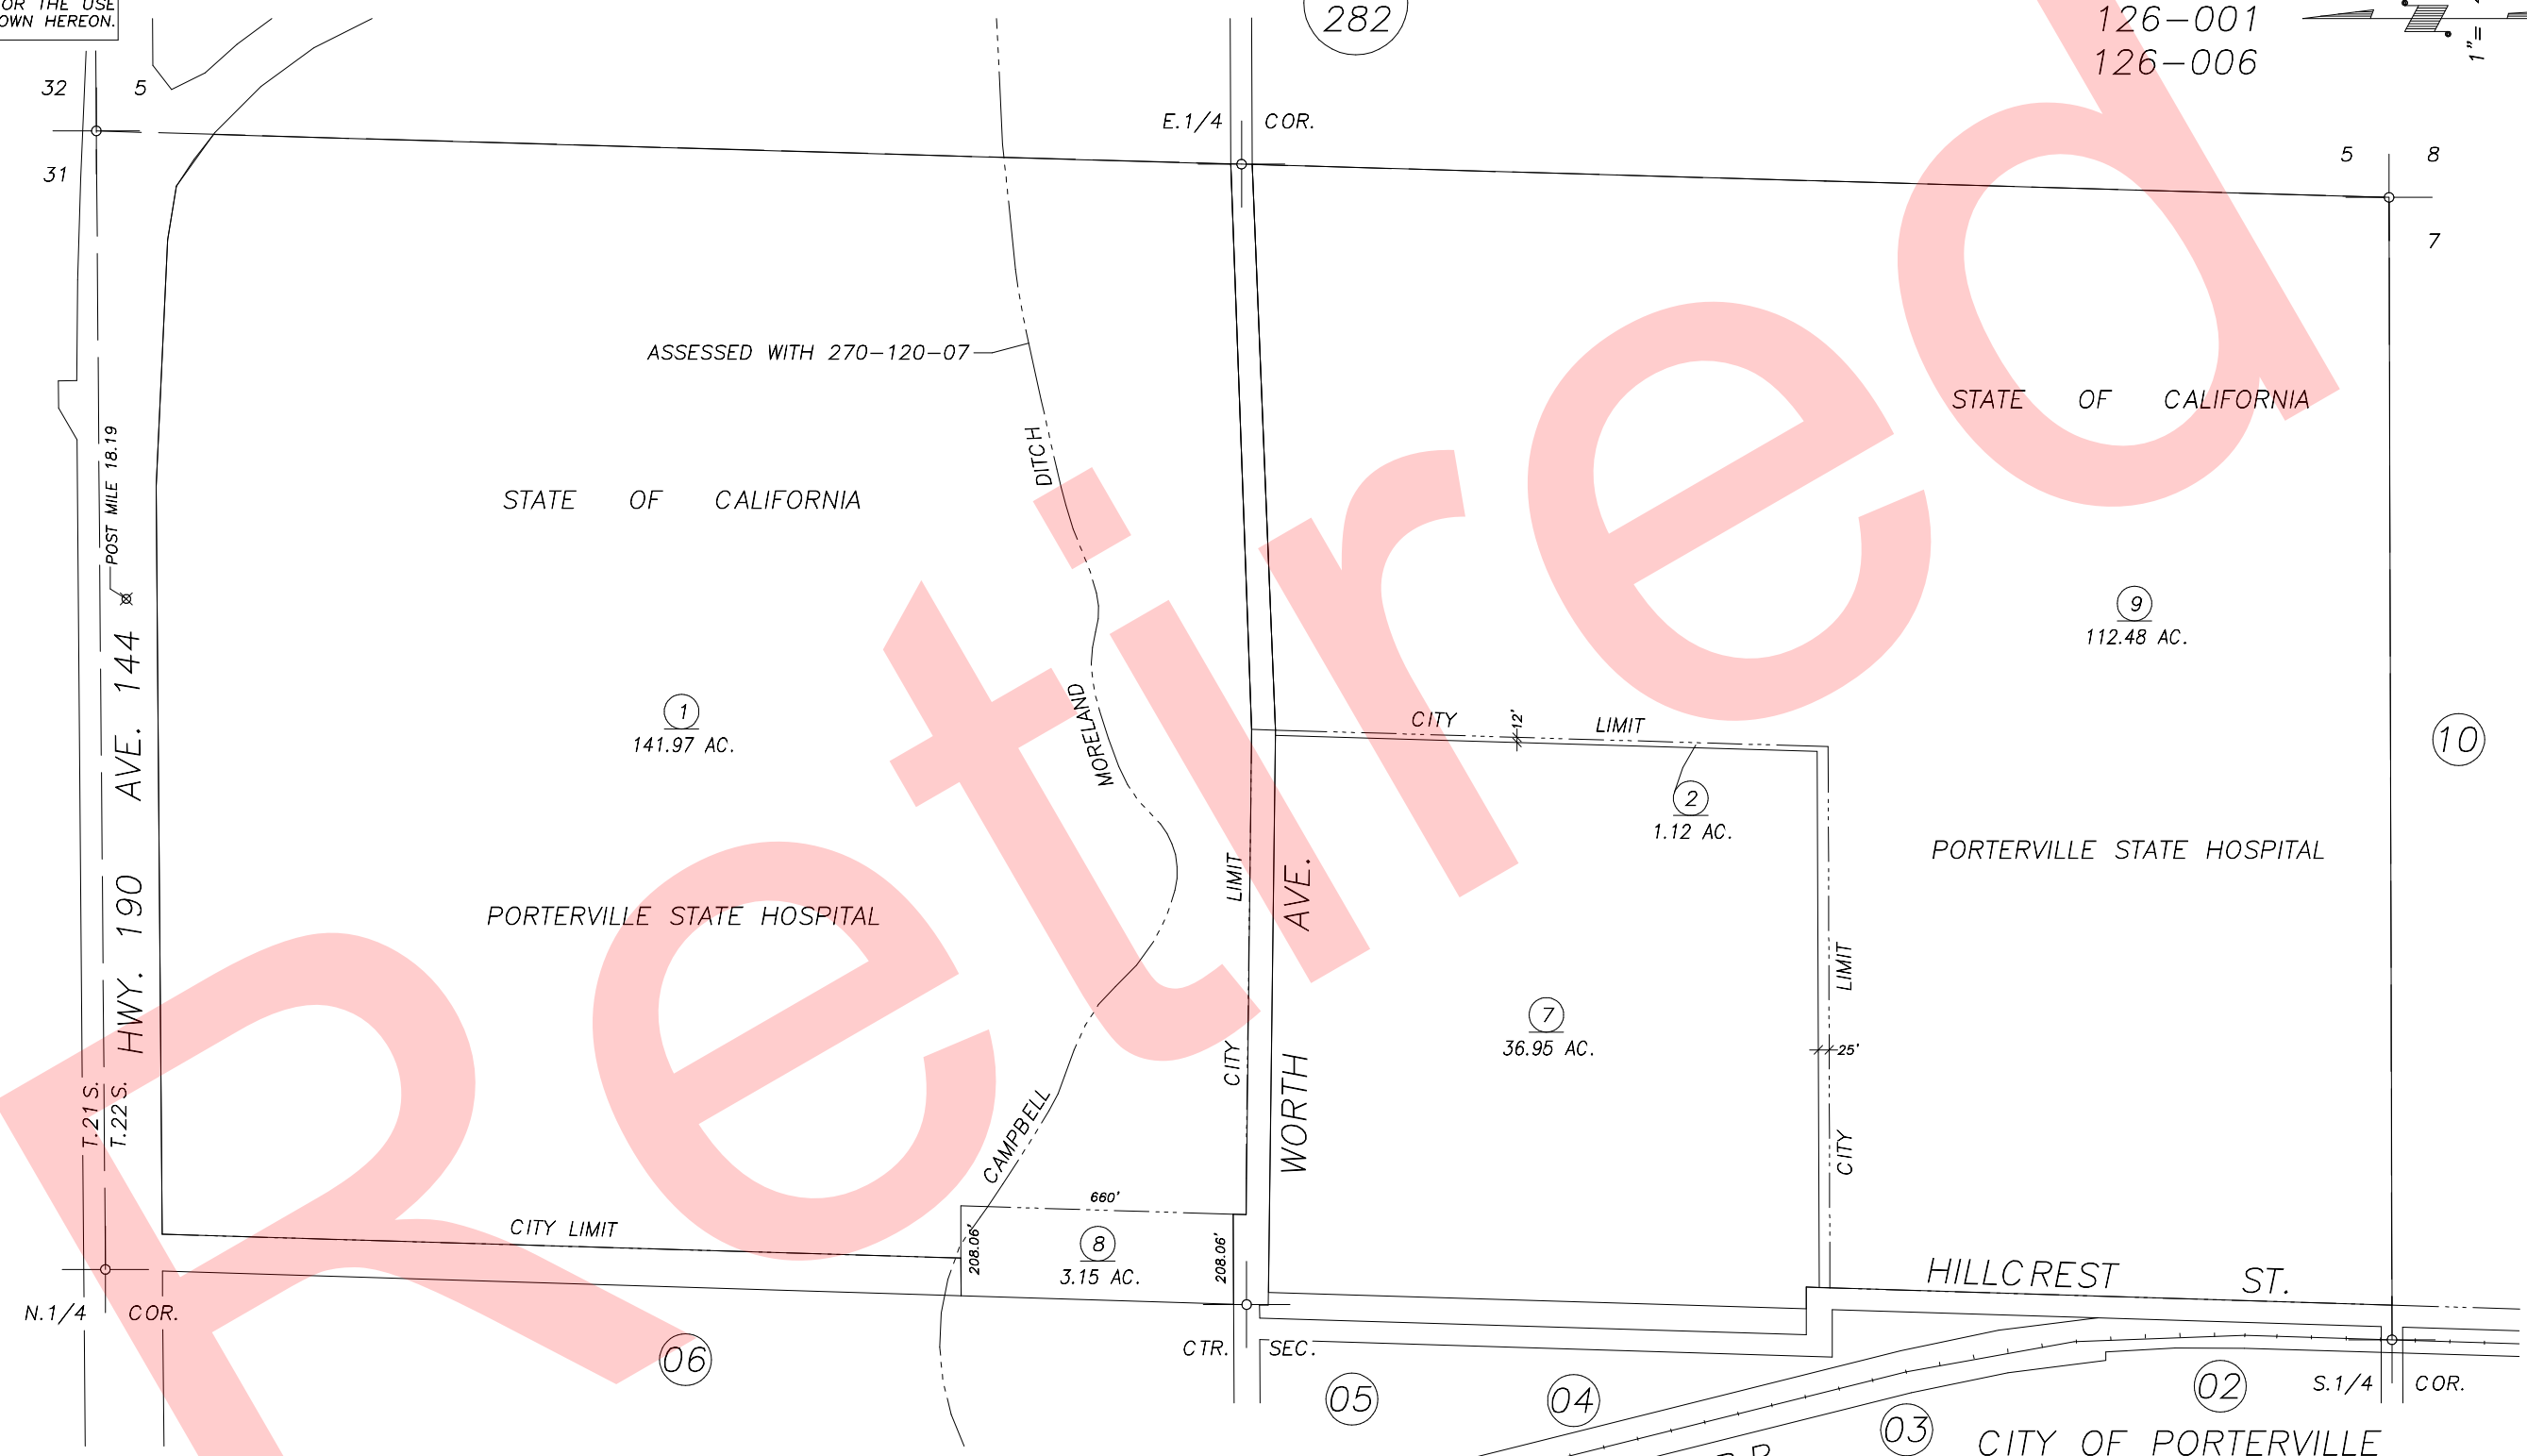 OR THE USE
OWN HEREON.
282
126-001
126-006
1"=
32 5
31
E.1/4 COR.
5 8
7
ASSESSED WITH 270-120-07
STATE OF CALIFORNIA
STATE OF CALIFORNIA
POST MILE 18.19
DITCH
MORELAND
CAMPBELL
9
112.48 AC.
1
141.97 AC.
CITY LIMIT
12'
10
2
1.12 AC.
PORTERVILLE STATE HOSPITAL
PORTERVILLE STATE HOSPITAL
HWY. 190 AVE. 144
T.21 S.
T.22 S.
CITY LIMIT
WORTH AVE.
CITY LIMIT
25'
7
36.95 AC.
660'
CITY LIMIT
208.06'
8
3.15 AC.
208.06'
HILLCREST ST.
N.1/4 COR.
CTR. SEC.
06
05
04
03
02
S.1/4 COR.
CITY OF PORTERVILLE
Retired